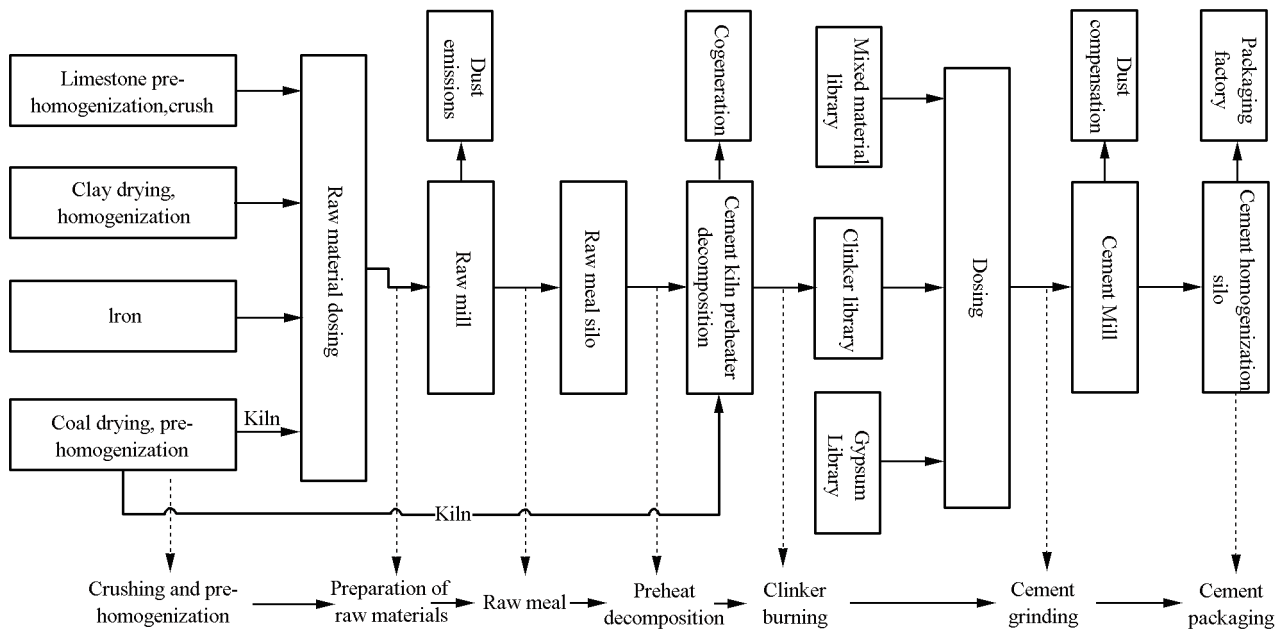 Limestone pre-
homogenization,crush
Clay drying,
homogenization
lron
Coal drying, pre-
homogenization
Kiln
Kiln
Raw material dosing
Dust
emissions
Raw mill
Raw meal silo
Cogeneration
Cement kiln preheater
decomposition
Mixed material
library
Clinker library
Gypsum
Library
Dosing
Dust
compensation
Cement Mill
Packaging
factory
Cement homogenization
silo
Crushing and pre-
homogenization
Preparation of
raw materials
Raw meal
Preheat
decomposition
Clinker
burning
Cement
grinding
Cement
packaging